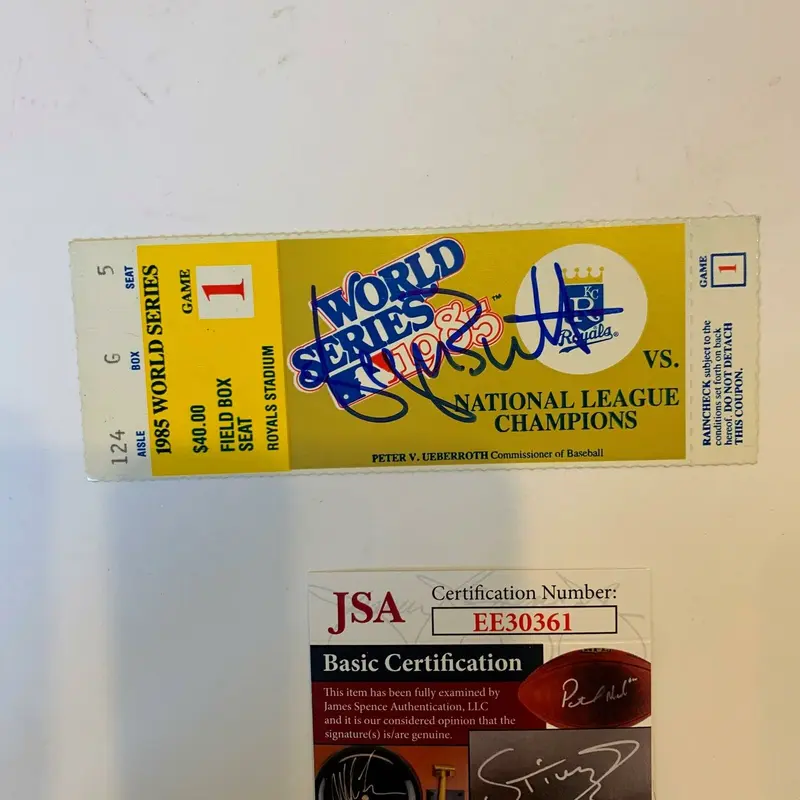 5
SEAT
G
BOX
124
AISLE
1985 WORLD SERIES
GAME
1
$40.00
FIELD BOX
SEAT
ROYALS STADIUM
WORLD
SERIES™
1985
KC
R
Royals®
VS.
NATIONAL LEAGUE
CHAMPIONS
PETER V. UEBERROTH Commissioner of Baseball
GAME
1
RAINCHECK subject to the
conditions set forth on back
hereof. DO NOT DETACH
THIS COUPON.
JSA
Certification Number:
EE30361
Basic Certification
This item has been fully examined by
James Spence Authentication, LLC
and it is our considered opinion that the
signature(s) is/are genuine.